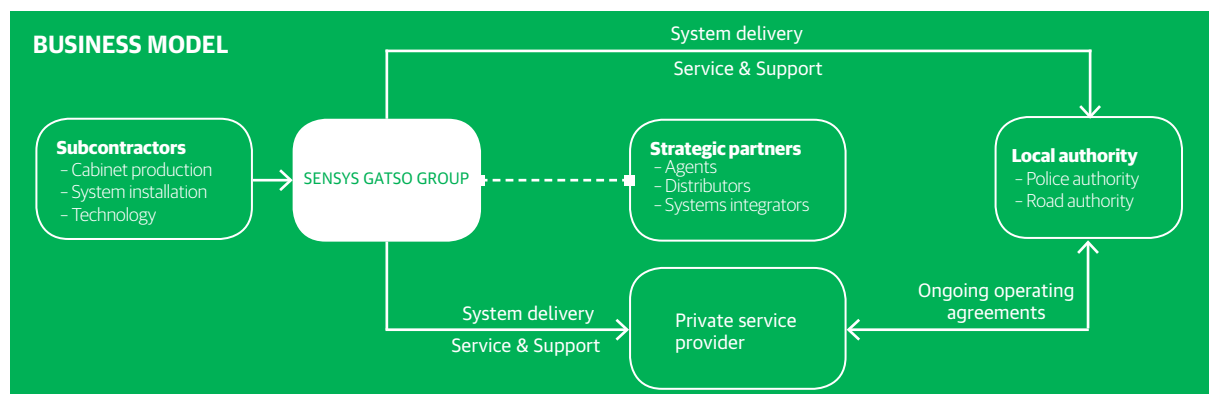 BUSINESS MODEL
System delivery
Service & Support
Subcontractors
– Cabinet production
– System installation
– Technology
SENSYS GATSO GROUP
Strategic partners
– Agents
– Distributors
– Systems integrators
Local authority
– Police authority
– Road authority
System delivery
Service & Support
Private service
provider
Ongoing operating
agreements